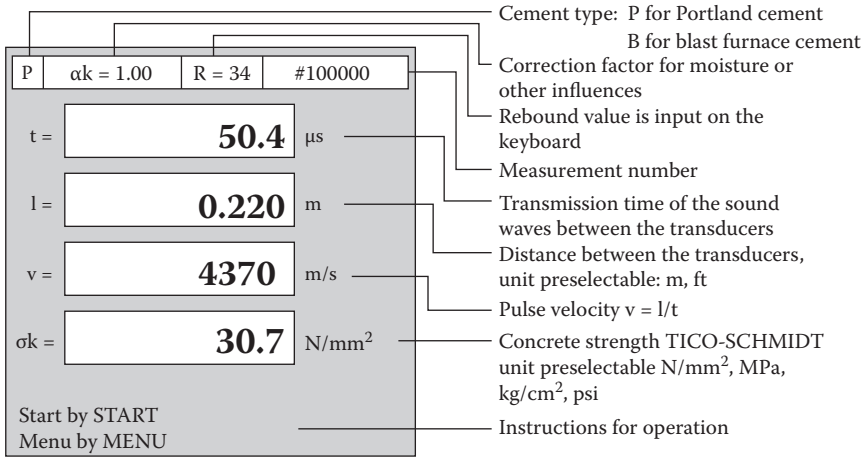 P
αk = 1.00
R = 34
#100000
t =
50.4
μs
l =
0.220
m
v =
4370
m/s
σk =
30.7
N/mm²
Start by START
Menu by MENU
Cement type: P for Portland cement
B for blast furnace cement
Correction factor for moisture or
other influences
Rebound value is input on the
keyboard
Measurement number
Transmission time of the sound
waves between the transducers
Distance between the transducers,
unit preselectable: m, ft
Pulse velocity v = l/t
Concrete strength TICO-SCHMIDT
unit preselectable N/mm², MPa,
kg/cm², psi
Instructions for operation